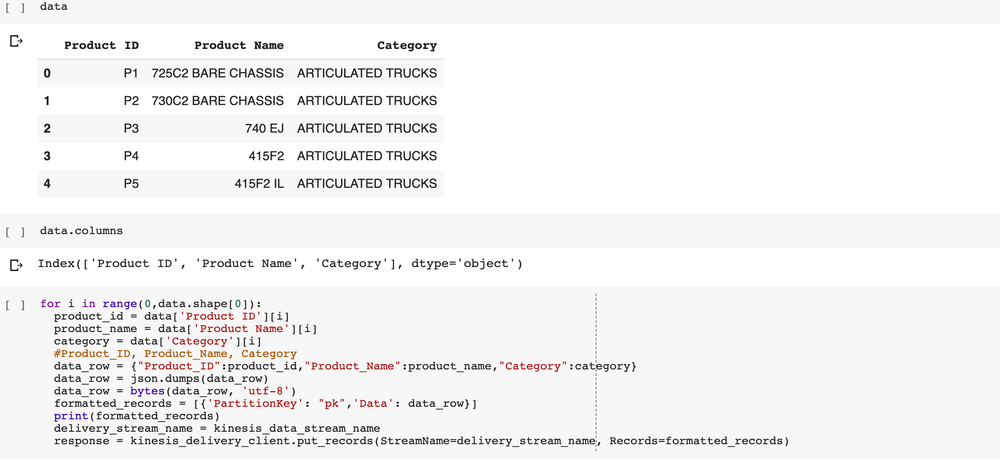 [ ] data
Product ID Product Name Category
0 P1 725C2 BARE CHASSIS ARTICULATED TRUCKS
1 P2 730C2 BARE CHASSIS ARTICULATED TRUCKS
2 P3 740 EJ ARTICULATED TRUCKS
3 P4 415F2 ARTICULATED TRUCKS
4 P5 415F2 IL ARTICULATED TRUCKS
[ ] data.columns
Index(['Product ID', 'Product Name', 'Category'], dtype='object')
[ ] for i in range(0,data.shape[0]):
  product_id = data['Product ID'][i]
  product_name = data['Product Name'][i]
  category = data['Category'][i]
  #Product_ID, Product_Name, Category
  data_row = {"Product_ID":product_id,"Product_Name":product_name,"Category":category}
  data_row = json.dumps(data_row)
  data_row = bytes(data_row, 'utf-8')
  formatted_records = [{'PartitionKey': "pk",'Data': data_row}]
  print(formatted_records)
  delivery_stream_name = kinesis_data_stream_name
  response = kinesis_delivery_client.put_records(StreamName=delivery_stream_name, Records=formatted_records)